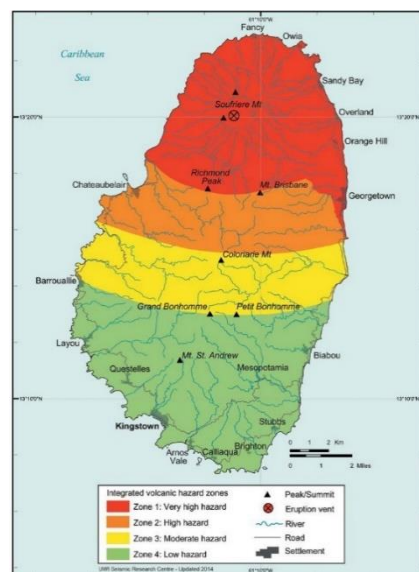 61°10'0"W
Fancy
Owia
Caribbean
Sea
Sandy Bay
Soufriere Mt
13°20'0"
Overland
Orange Hill
Richmond
Peak
Mt. Brisbane
Chateaubelair
Georgetown
Coloniarie Mt
Barrouallie
Grand Bonhomme
Petit Bonhomme
Layou
Biabou
Mt. St. Andrew
Questelles
Mesopotamia
13°10'0"
13°10'0"
Kingstown
Stubbs
Arnos
Vale
Brighton
Calliaqua
0 1 2 Km
0 1 2 Miles
Integrated volcanic hazard zones
Zone 1: Very high hazard
Zone 2: High hazard
Zone 3: Moderate hazard
Zone 4: Low hazard
Peak/Summit
Eruption vent
River
Road
Settlement
UWI Seismic Research Centre - Updated 2014
61°10'0"W